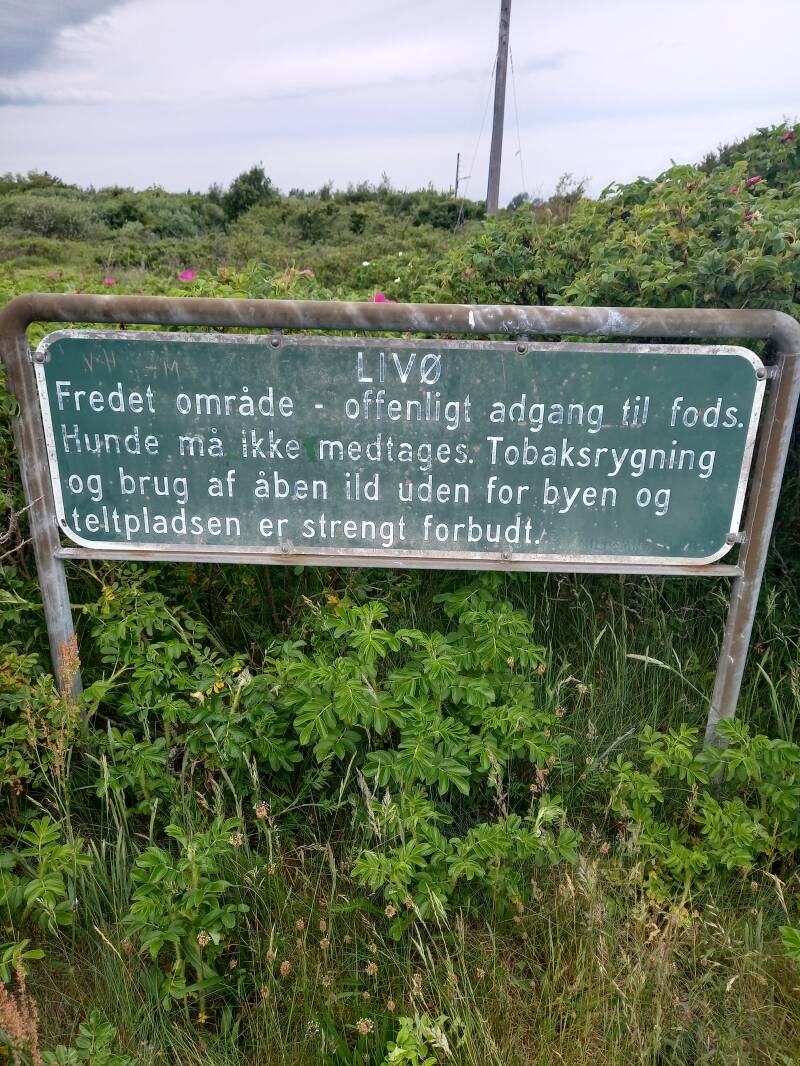 LIVØ
Fredet område - offenligt adgang til fods.
Hunde må ikke medtages. Tobaksrygning
og brug af åben ild uden for byen og
teltpladsen er strengt forbudt.